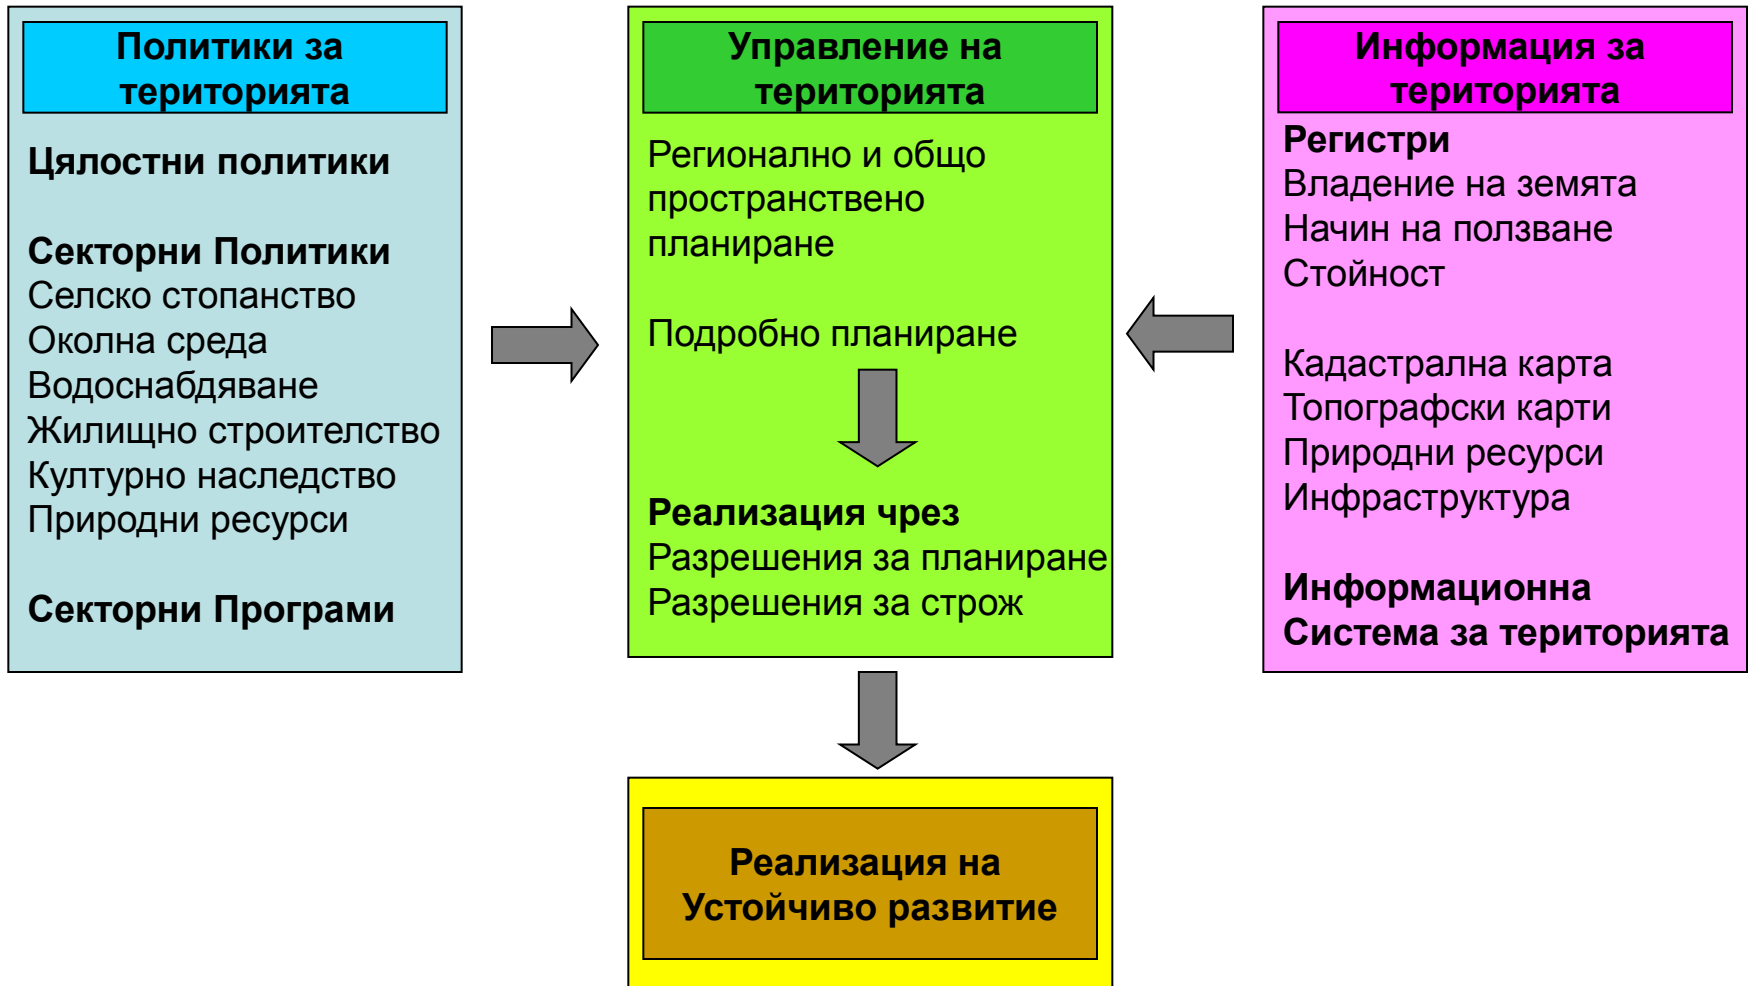 Политики за
територията
Цялостни политики
Секторни Политики
Селско стопанство
Околна среда
Водоснабдяване
Жилищно строителство
Културно наследство
Природни ресурси
Секторни Програми
Управление на
територията
Регионално и общо
пространствено
планиране
Подробно планиране
Реализация чрез
Разрешения за планиране
Разрешения за строж
Информация за
територията
Регистри
Владение на земята
Начин на ползване
Стойност
Кадастрална карта
Топографски карти
Природни ресурси
Инфраструктура
Информационна
Система за територията
Реализация на
Устойчиво развитие